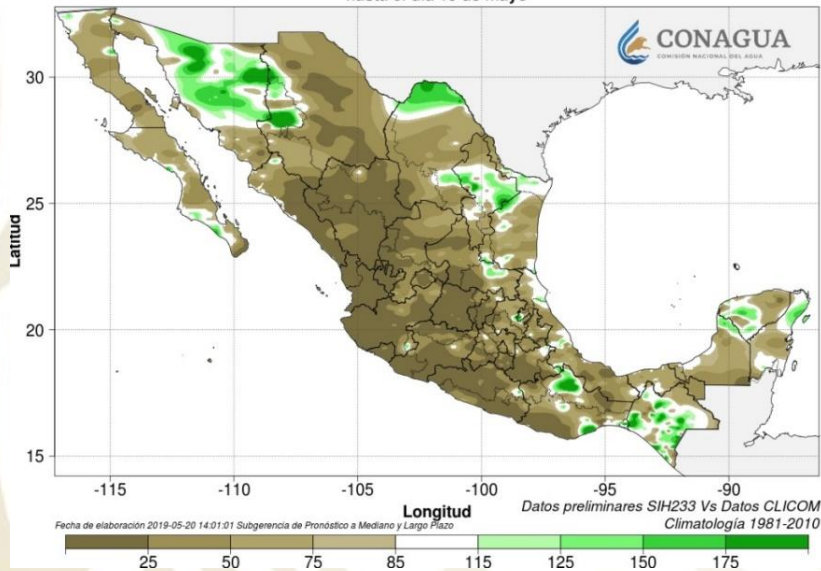 CONAGUA
COMISIÓN NACIONAL DEL AGUA
30
25
20
15
Latitud
-115
-110
-105
-100
-95
-90
Longitud
Datos preliminares SIH233 Vs Datos CLICOM
Fecha de elaboración 2019-05-20 14:01:01 Subgerencia de Pronóstico a Mediano y Largo Plazo
Climatología 1981-2010
25
50
75
85
115
125
150
175